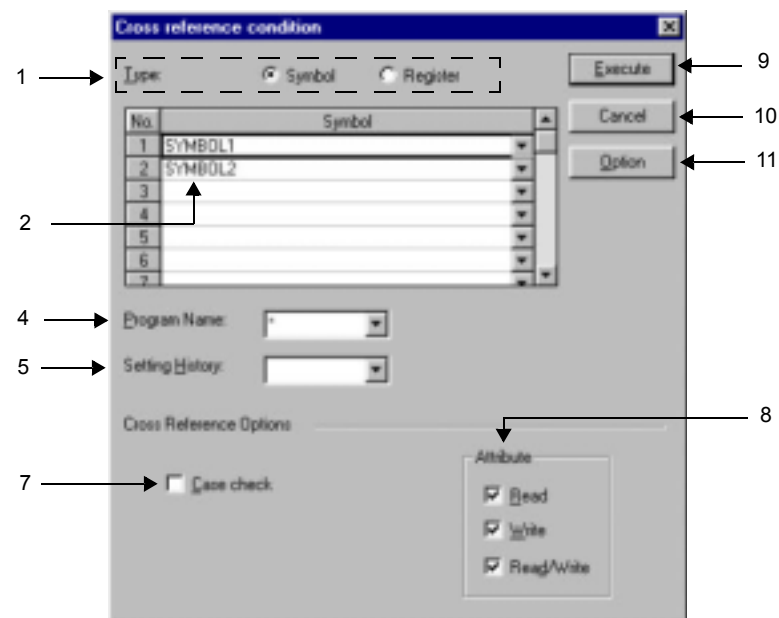 Cross reference condition
1 Type: Symbol Register Execute 9
No. Symbol Cancel 10
1 SYMBOL1
2 SYMBOL2 Option 11
3
2 4
5
6
7
4 Program Name: *
5 Setting History:
8
Cross Reference Options
Attribute
7 Case check Read
Write
Read/Write